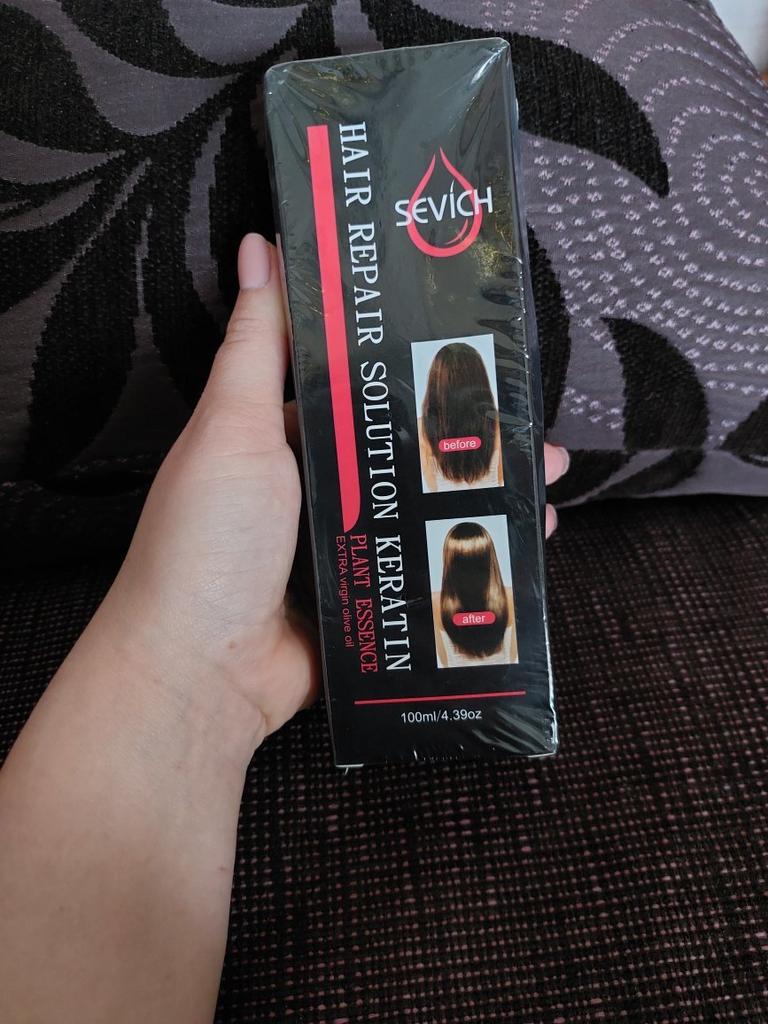 SEVICH
HAIR REPAIR SOLUTION KERATIN
PLANT ESSENCE
EXTRA virgin olive oil
before
after
100ml/4.39oz